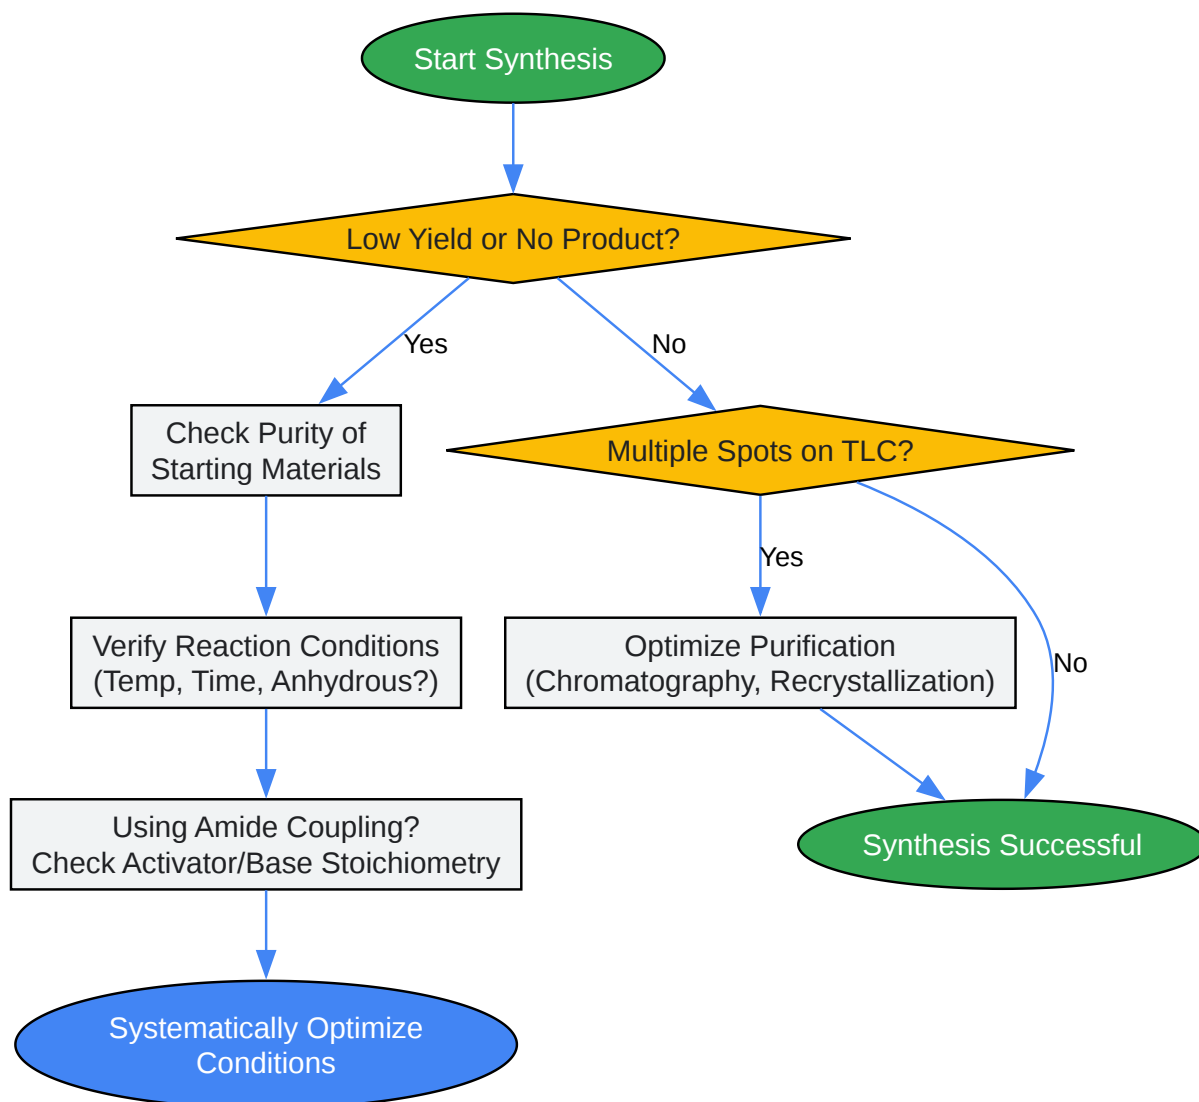 Start Synthesis
Low Yield or No Product?
Yes
No
Check Purity of
Starting Materials
Multiple Spots on TLC?
Yes
Verify Reaction Conditions
(Temp, Time, Anhydrous?)
Optimize Purification
(Chromatography, Recrystallization)
No
Using Amide Coupling?
Check Activator/Base Stoichiometry
Synthesis Successful
Systematically Optimize
Conditions